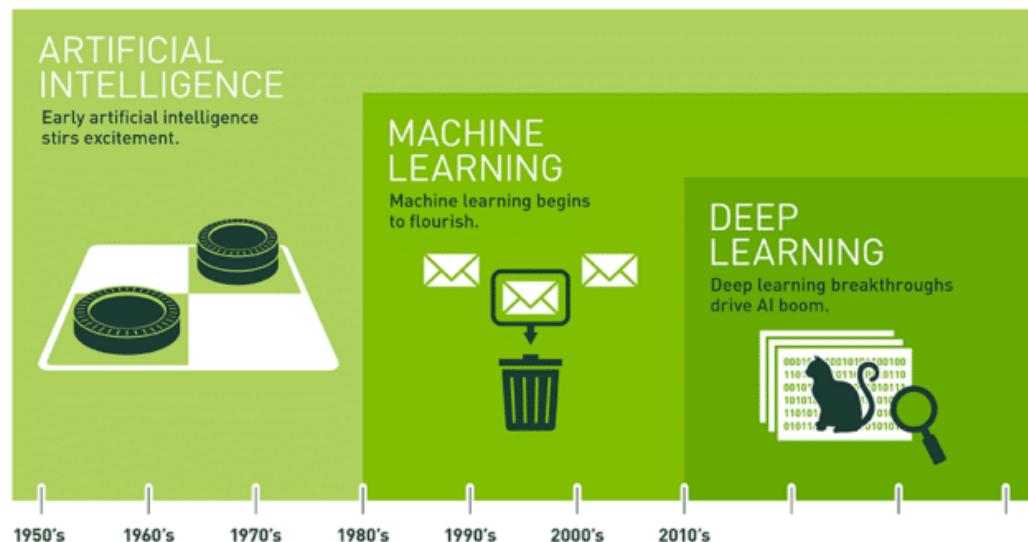 ARTIFICIAL
INTELLIGENCE
Early artificial intelligence
stirs excitement.
MACHINE
LEARNING
Machine learning begins
to flourish.
DEEP
LEARNING
Deep learning breakthroughs
drive AI boom.
1950's 1960's 1970's 1980's 1990's 2000's 2010's